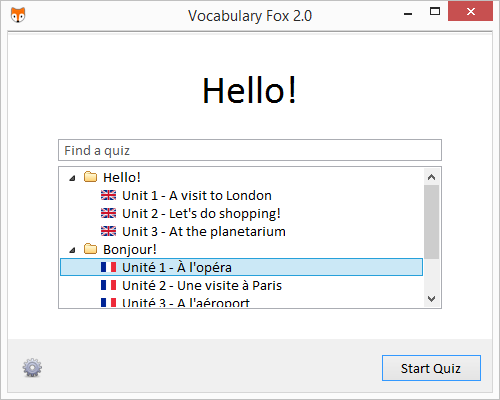 Vocabulary Fox 2.0
Hello!
Find a quiz
Hello!
Unit 1 - A visit to London
Unit 2 - Let's do shopping!
Unit 3 - At the planetarium
Bonjour!
Unité 1 - À l'opéra
Unité 2 - Une visite à Paris
Unité 3 - A l'aéroport
Start Quiz